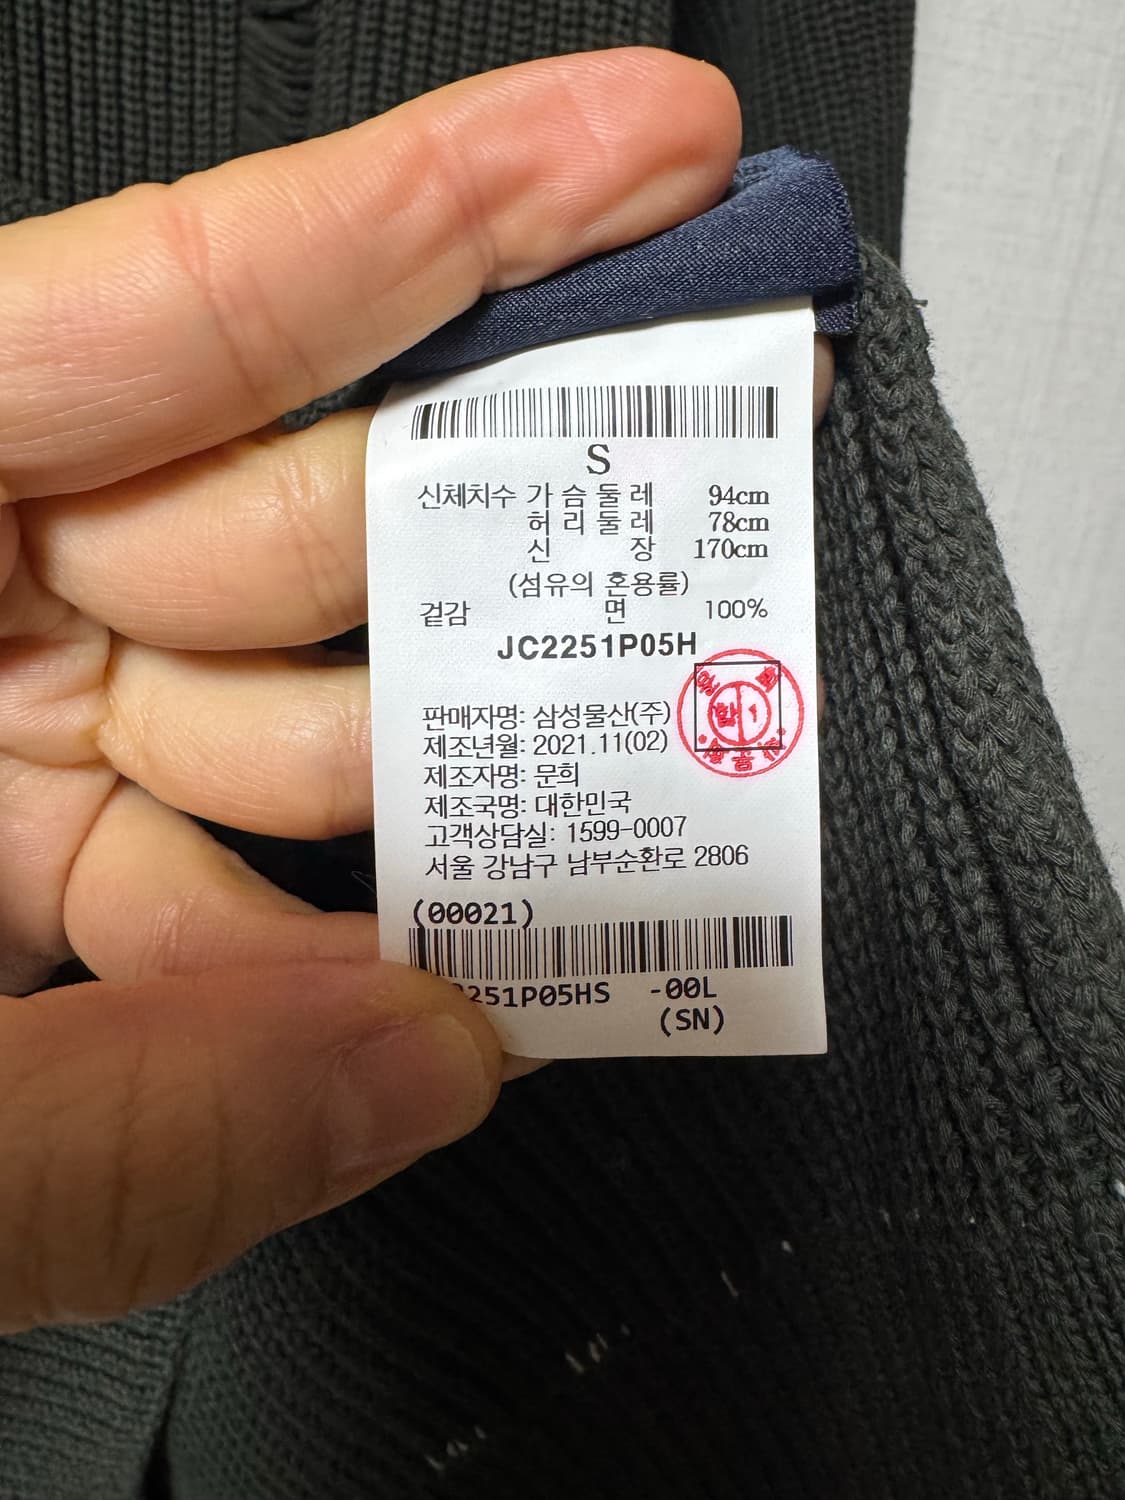 S
신체치수 가 슴 둘 레 94cm
허 리 둘 레 78cm
신 장 170cm
(섬유의 혼용률)
겉감 면 100%
JC2251P05H
판매자명: 삼성물산(주)
제조년월: 2021.11(02)
제조자명: 문희
제조국명: 대한민국
고객상담실: 1599-0007
서울 강남구 남부순환로 2806
(00021)
2251P05HS -00L
(SN)